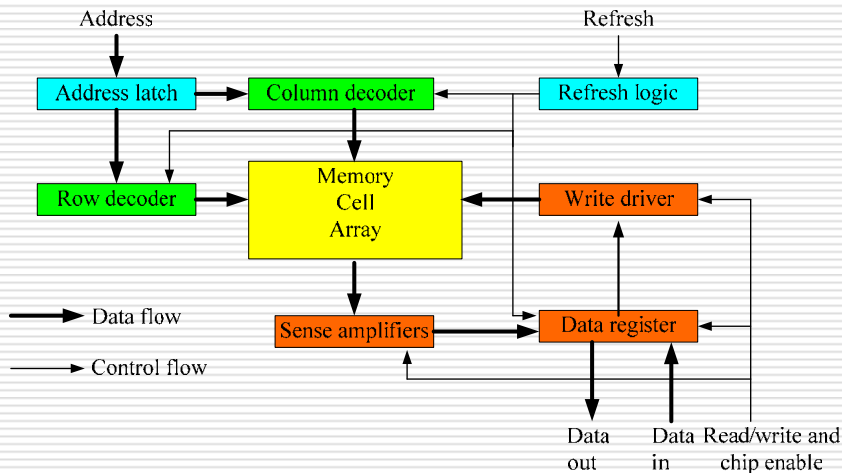 Address
Refresh
Address latch
Column decoder
Refresh logic
Memory
Cell
Array
Row decoder
Write driver
Data flow
Sense amplifiers
Data register
Control flow
Data
out
Data
in
Read/write and
chip enable